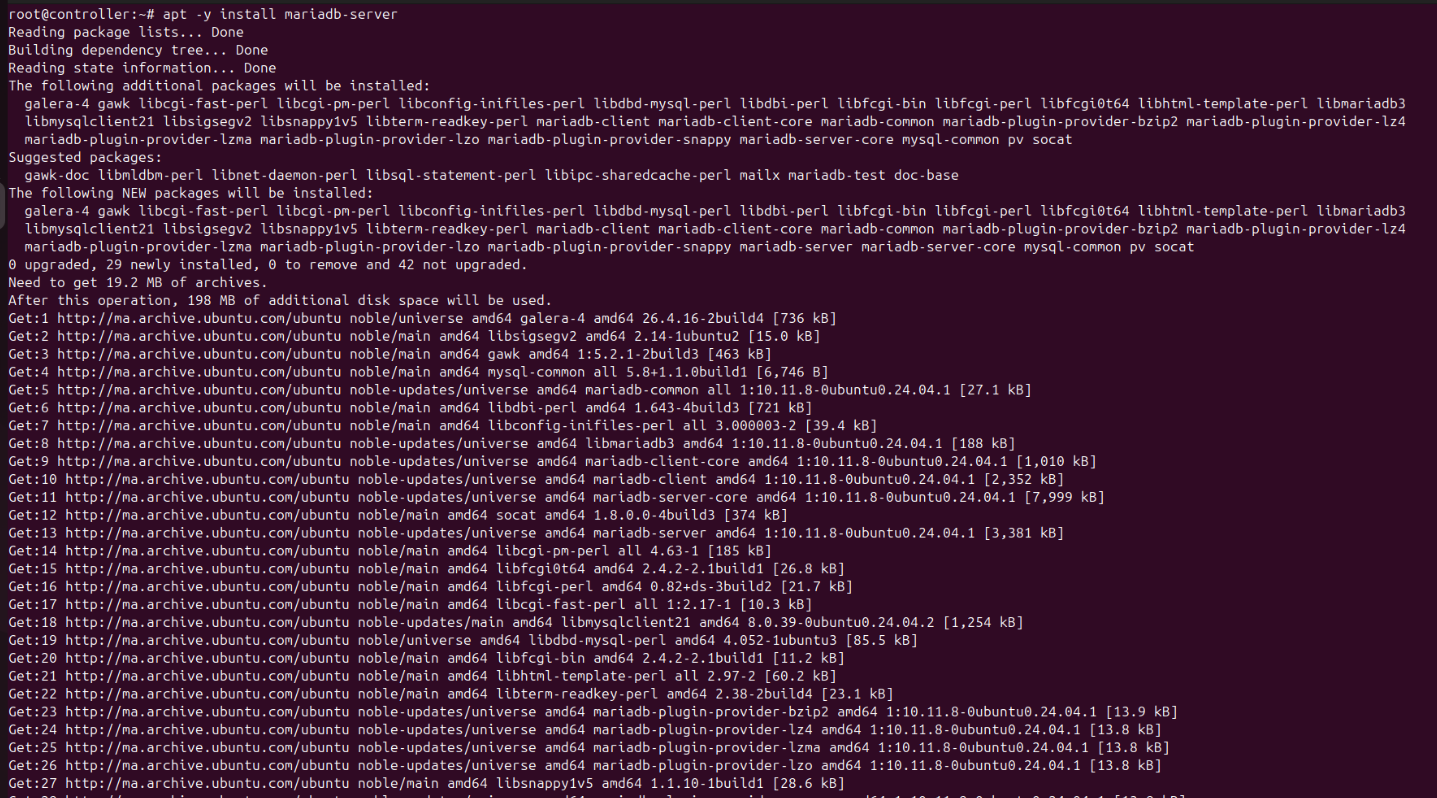 root@controller:~# apt -y install mariadb-server
Reading package lists... Done
Building dependency tree... Done
Reading state information... Done
The following additional packages will be installed:
  galera-4 gawk libcgi-fast-perl libcgi-pm-perl libconfig-inifiles-perl libdbd-mysql-perl libdbi-perl libfcgi-bin libfcgi-perl libfcgi0t64 libhtml-template-perl libmariadb3
  libmysqlclient21 libsigsegv2 libsnappy1v5 libterm-readkey-perl mariadb-client mariadb-client-core mariadb-common mariadb-plugin-provider-bzip2 mariadb-plugin-provider-lz4
  mariadb-plugin-provider-lzma mariadb-plugin-provider-lzo mariadb-plugin-provider-snappy mariadb-server-core mysql-common pv socat
Suggested packages:
  gawk-doc libmldbm-perl libnet-daemon-perl libsql-statement-perl libipc-sharedcache-perl mailx mariadb-test doc-base
The following NEW packages will be installed:
  galera-4 gawk libcgi-fast-perl libcgi-pm-perl libconfig-inifiles-perl libdbd-mysql-perl libdbi-perl libfcgi-bin libfcgi-perl libfcgi0t64 libhtml-template-perl libmariadb3
  libmysqlclient21 libsigsegv2 libsnappy1v5 libterm-readkey-perl mariadb-client mariadb-client-core mariadb-common mariadb-plugin-provider-bzip2 mariadb-plugin-provider-lz4
  mariadb-plugin-provider-lzma mariadb-plugin-provider-lzo mariadb-plugin-provider-snappy mariadb-server mariadb-server-core mysql-common pv socat
0 upgraded, 29 newly installed, 0 to remove and 42 not upgraded.
Need to get 19.2 MB of archives.
After this operation, 198 MB of additional disk space will be used.
Get:1 http://ma.archive.ubuntu.com/ubuntu noble/universe amd64 galera-4 amd64 26.4.16-2build4 [736 kB]
Get:2 http://ma.archive.ubuntu.com/ubuntu noble/main amd64 libsigsegv2 amd64 2.14-1ubuntu2 [15.0 kB]
Get:3 http://ma.archive.ubuntu.com/ubuntu noble/main amd64 gawk amd64 1:5.2.1-2build3 [463 kB]
Get:4 http://ma.archive.ubuntu.com/ubuntu noble/main amd64 mysql-common all 5.8+1.1.0build1 [6,746 B]
Get:5 http://ma.archive.ubuntu.com/ubuntu noble-updates/universe amd64 mariadb-common all 1:10.11.8-0ubuntu0.24.04.1 [27.1 kB]
Get:6 http://ma.archive.ubuntu.com/ubuntu noble/main amd64 libdbi-perl amd64 1.643-4build3 [721 kB]
Get:7 http://ma.archive.ubuntu.com/ubuntu noble/main amd64 libconfig-inifiles-perl all 3.000003-2 [39.4 kB]
Get:8 http://ma.archive.ubuntu.com/ubuntu noble-updates/universe amd64 libmariadb3 amd64 1:10.11.8-0ubuntu0.24.04.1 [188 kB]
Get:9 http://ma.archive.ubuntu.com/ubuntu noble-updates/universe amd64 mariadb-client-core amd64 1:10.11.8-0ubuntu0.24.04.1 [1,010 kB]
Get:10 http://ma.archive.ubuntu.com/ubuntu noble-updates/universe amd64 mariadb-client amd64 1:10.11.8-0ubuntu0.24.04.1 [2,352 kB]
Get:11 http://ma.archive.ubuntu.com/ubuntu noble-updates/universe amd64 mariadb-server-core amd64 1:10.11.8-0ubuntu0.24.04.1 [7,999 kB]
Get:12 http://ma.archive.ubuntu.com/ubuntu noble/main amd64 socat amd64 1.8.0.0-4build3 [374 kB]
Get:13 http://ma.archive.ubuntu.com/ubuntu noble-updates/universe amd64 mariadb-server amd64 1:10.11.8-0ubuntu0.24.04.1 [3,381 kB]
Get:14 http://ma.archive.ubuntu.com/ubuntu noble/main amd64 libcgi-pm-perl all 4.63-1 [185 kB]
Get:15 http://ma.archive.ubuntu.com/ubuntu noble/main amd64 libfcgi0t64 amd64 2.4.2-2.1build1 [26.8 kB]
Get:16 http://ma.archive.ubuntu.com/ubuntu noble/main amd64 libfcgi-perl amd64 0.82+ds-3build2 [21.7 kB]
Get:17 http://ma.archive.ubuntu.com/ubuntu noble/main amd64 libcgi-fast-perl all 1:2.17-1 [10.3 kB]
Get:18 http://ma.archive.ubuntu.com/ubuntu noble-updates/main amd64 libmysqlclient21 amd64 8.0.39-0ubuntu0.24.04.2 [1,254 kB]
Get:19 http://ma.archive.ubuntu.com/ubuntu noble/universe amd64 libdbd-mysql-perl amd64 4.052-1ubuntu3 [85.5 kB]
Get:20 http://ma.archive.ubuntu.com/ubuntu noble/main amd64 libfcgi-bin amd64 2.4.2-2.1build1 [11.2 kB]
Get:21 http://ma.archive.ubuntu.com/ubuntu noble/main amd64 libhtml-template-perl all 2.97-2 [60.2 kB]
Get:22 http://ma.archive.ubuntu.com/ubuntu noble/main amd64 libterm-readkey-perl amd64 2.38-2build4 [23.1 kB]
Get:23 http://ma.archive.ubuntu.com/ubuntu noble-updates/universe amd64 mariadb-plugin-provider-bzip2 amd64 1:10.11.8-0ubuntu0.24.04.1 [13.9 kB]
Get:24 http://ma.archive.ubuntu.com/ubuntu noble-updates/universe amd64 mariadb-plugin-provider-lz4 amd64 1:10.11.8-0ubuntu0.24.04.1 [13.8 kB]
Get:25 http://ma.archive.ubuntu.com/ubuntu noble-updates/universe amd64 mariadb-plugin-provider-lzma amd64 1:10.11.8-0ubuntu0.24.04.1 [13.8 kB]
Get:26 http://ma.archive.ubuntu.com/ubuntu noble-updates/universe amd64 mariadb-plugin-provider-lzo amd64 1:10.11.8-0ubuntu0.24.04.1 [13.8 kB]
Get:27 http://ma.archive.ubuntu.com/ubuntu noble/main amd64 libsnappy1v5 amd64 1.1.10-1build1 [28.6 kB]